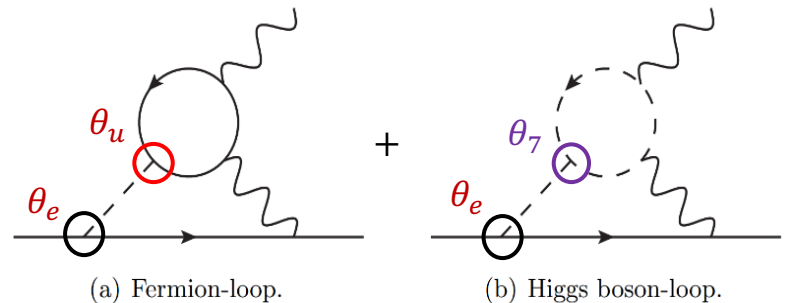 θ_u
θ_e
+
θ_7
θ_e
(a) Fermion-loop.
(b) Higgs boson-loop.